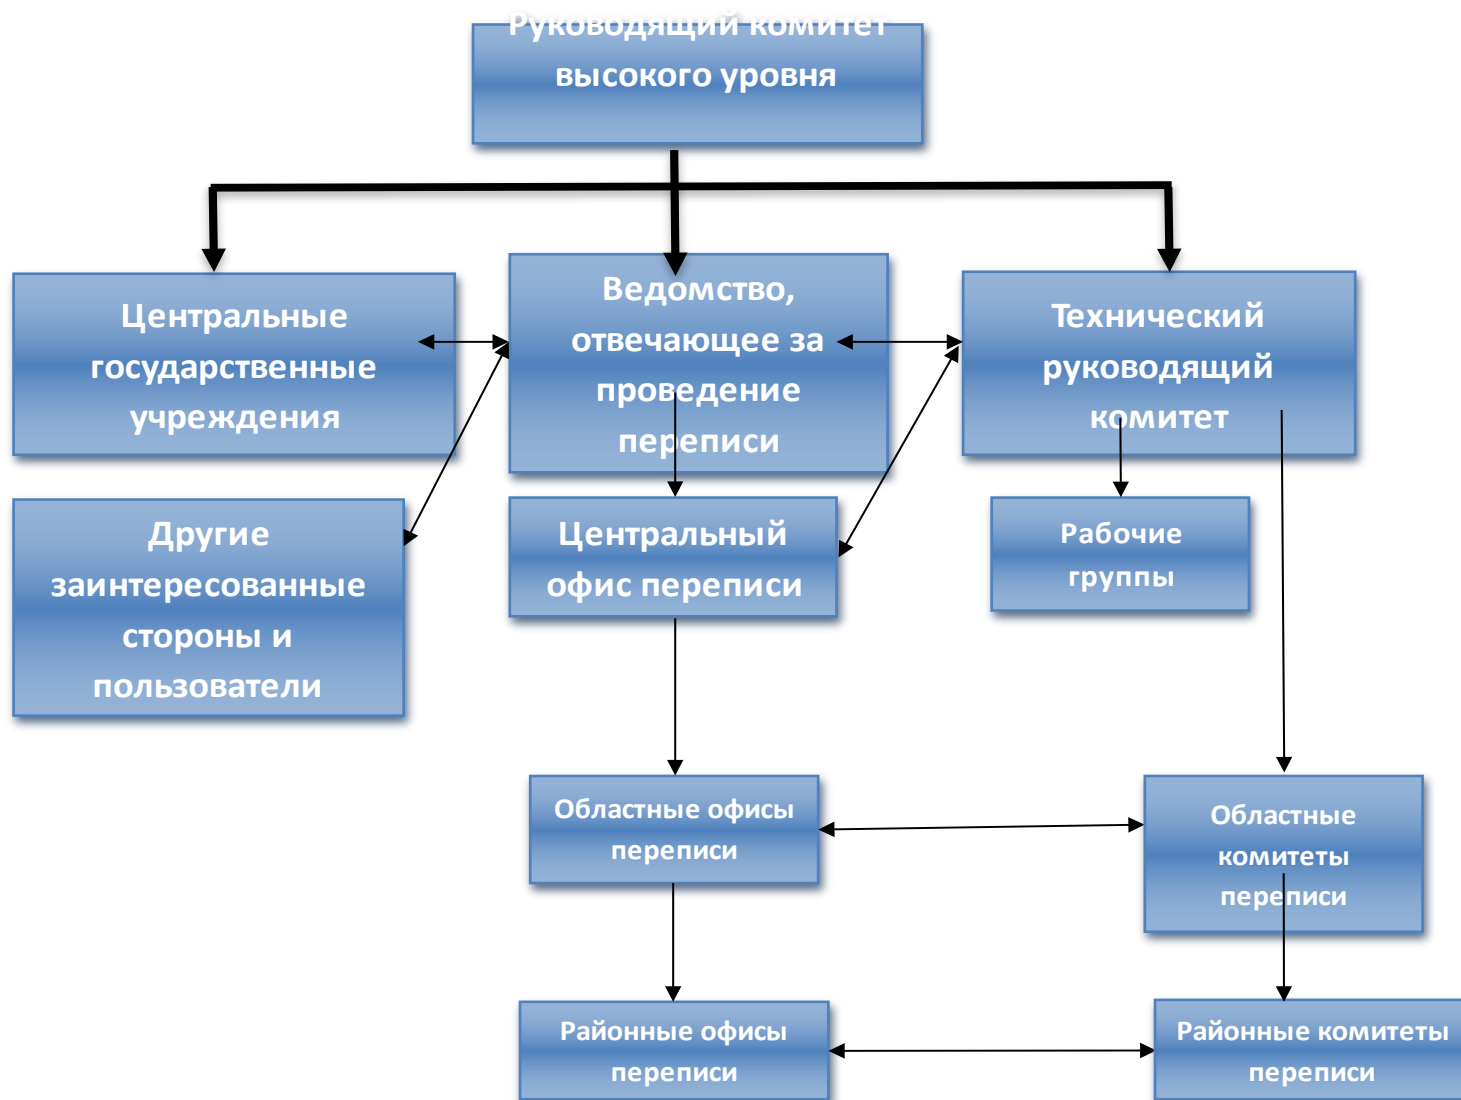 Руководящий комитет
высокого уровня
Центральные
государственные
учреждения
Ведомство,
отвечающее за
проведение
переписи
Технический
руководящий
комитет
Другие
заинтересованные
стороны и
пользователи
Центральный
офис переписи
Рабочие
группы
Областные офисы
переписи
Областные
комитеты
переписи
Районные офисы
переписи
Районные комитеты
переписи